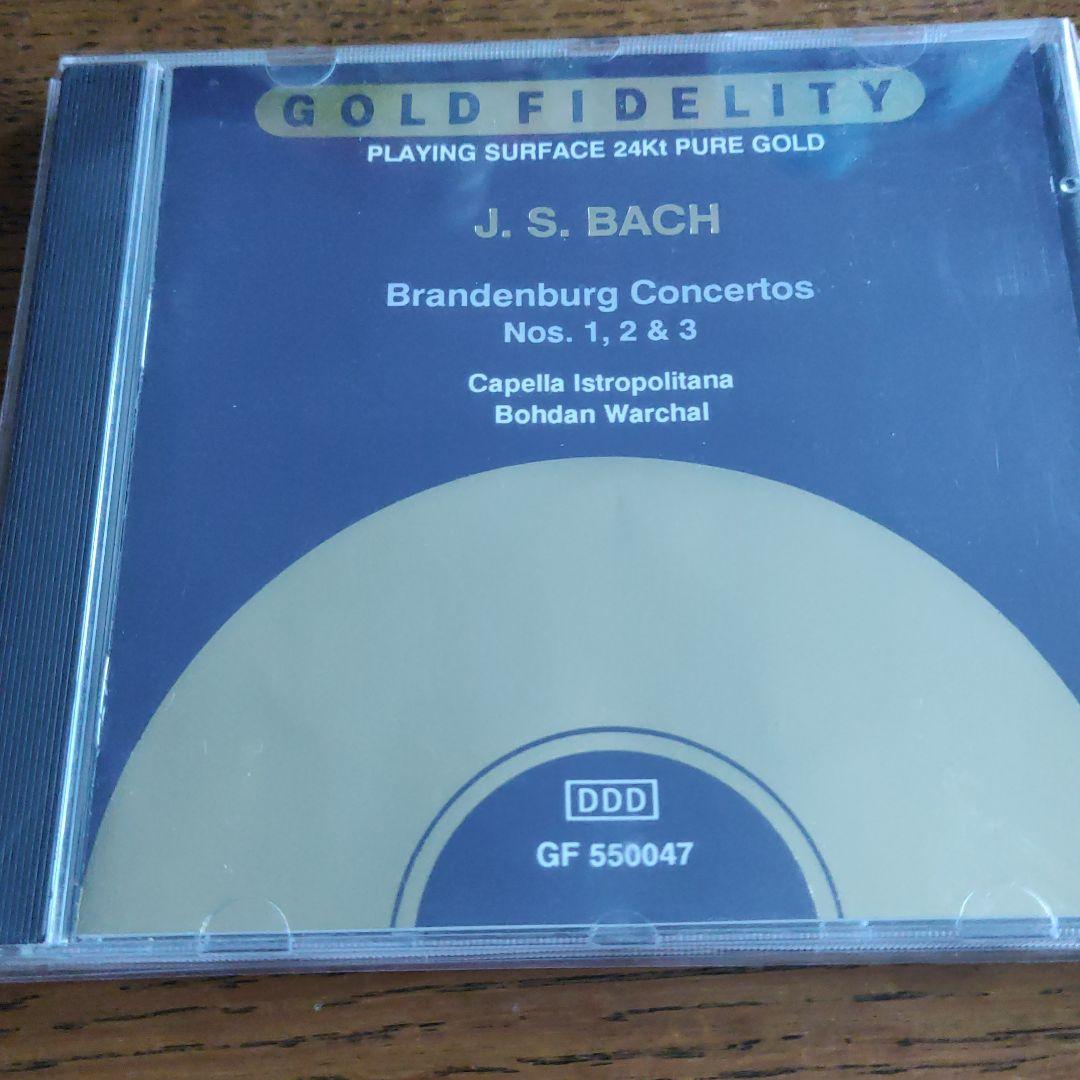 GOLD FIDELITY
PLAYING SURFACE 24Kt PURE GOLD
J. S. BACH
Brandenburg Concertos
Nos. 1, 2 & 3
Capella Istropolitana
Bohdan Warchal
DDD
GF 550047